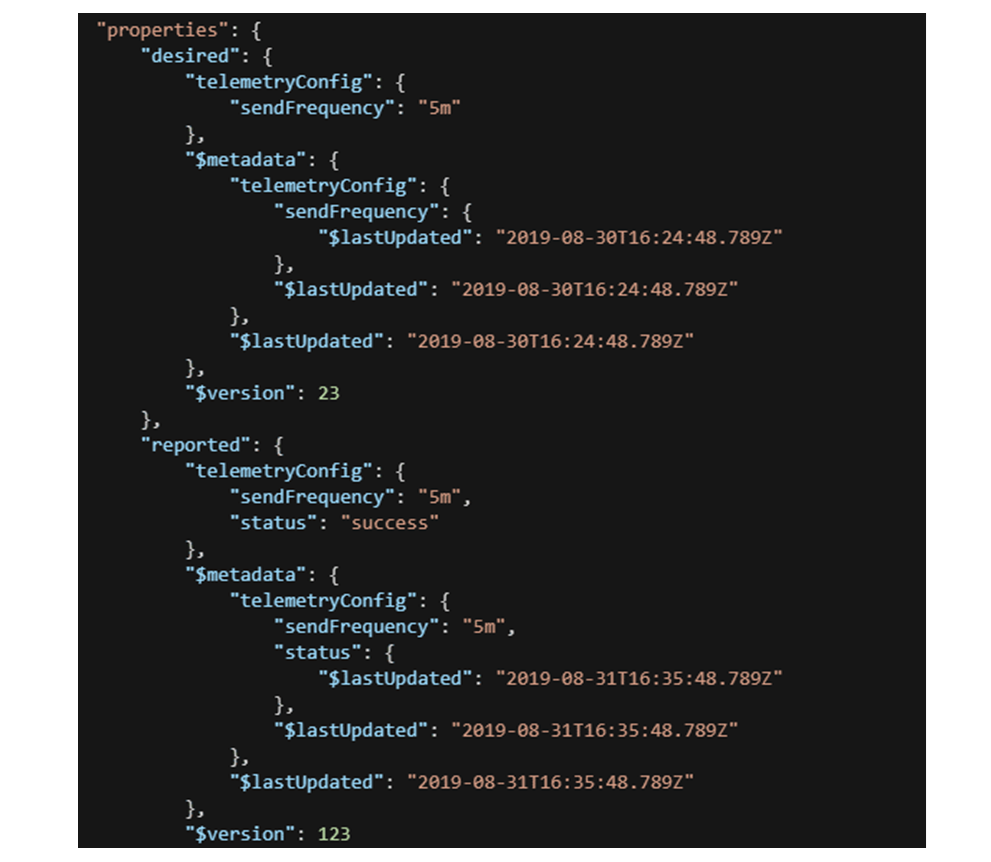 "properties": {
"desired": {
"telemetryConfig": {
"sendFrequency": "5m"
},
"$metadata": {
"telemetryConfig": {
"sendFrequency": {
"$lastUpdated": "2019-08-30T16:24:48.789Z"
},
"$lastUpdated": "2019-08-30T16:24:48.789Z"
},
"$lastUpdated": "2019-08-30T16:24:48.789Z"
},
"$version": 23
},
"reported": {
"telemetryConfig": {
"sendFrequency": "5m",
"status": "success"
},
"$metadata": {
"telemetryConfig": {
"sendFrequency": "5m",
"status": {
"$lastUpdated": "2019-08-31T16:35:48.789Z"
},
"$lastUpdated": "2019-08-31T16:35:48.789Z"
},
"$lastUpdated": "2019-08-31T16:35:48.789Z"
},
"$version": 123